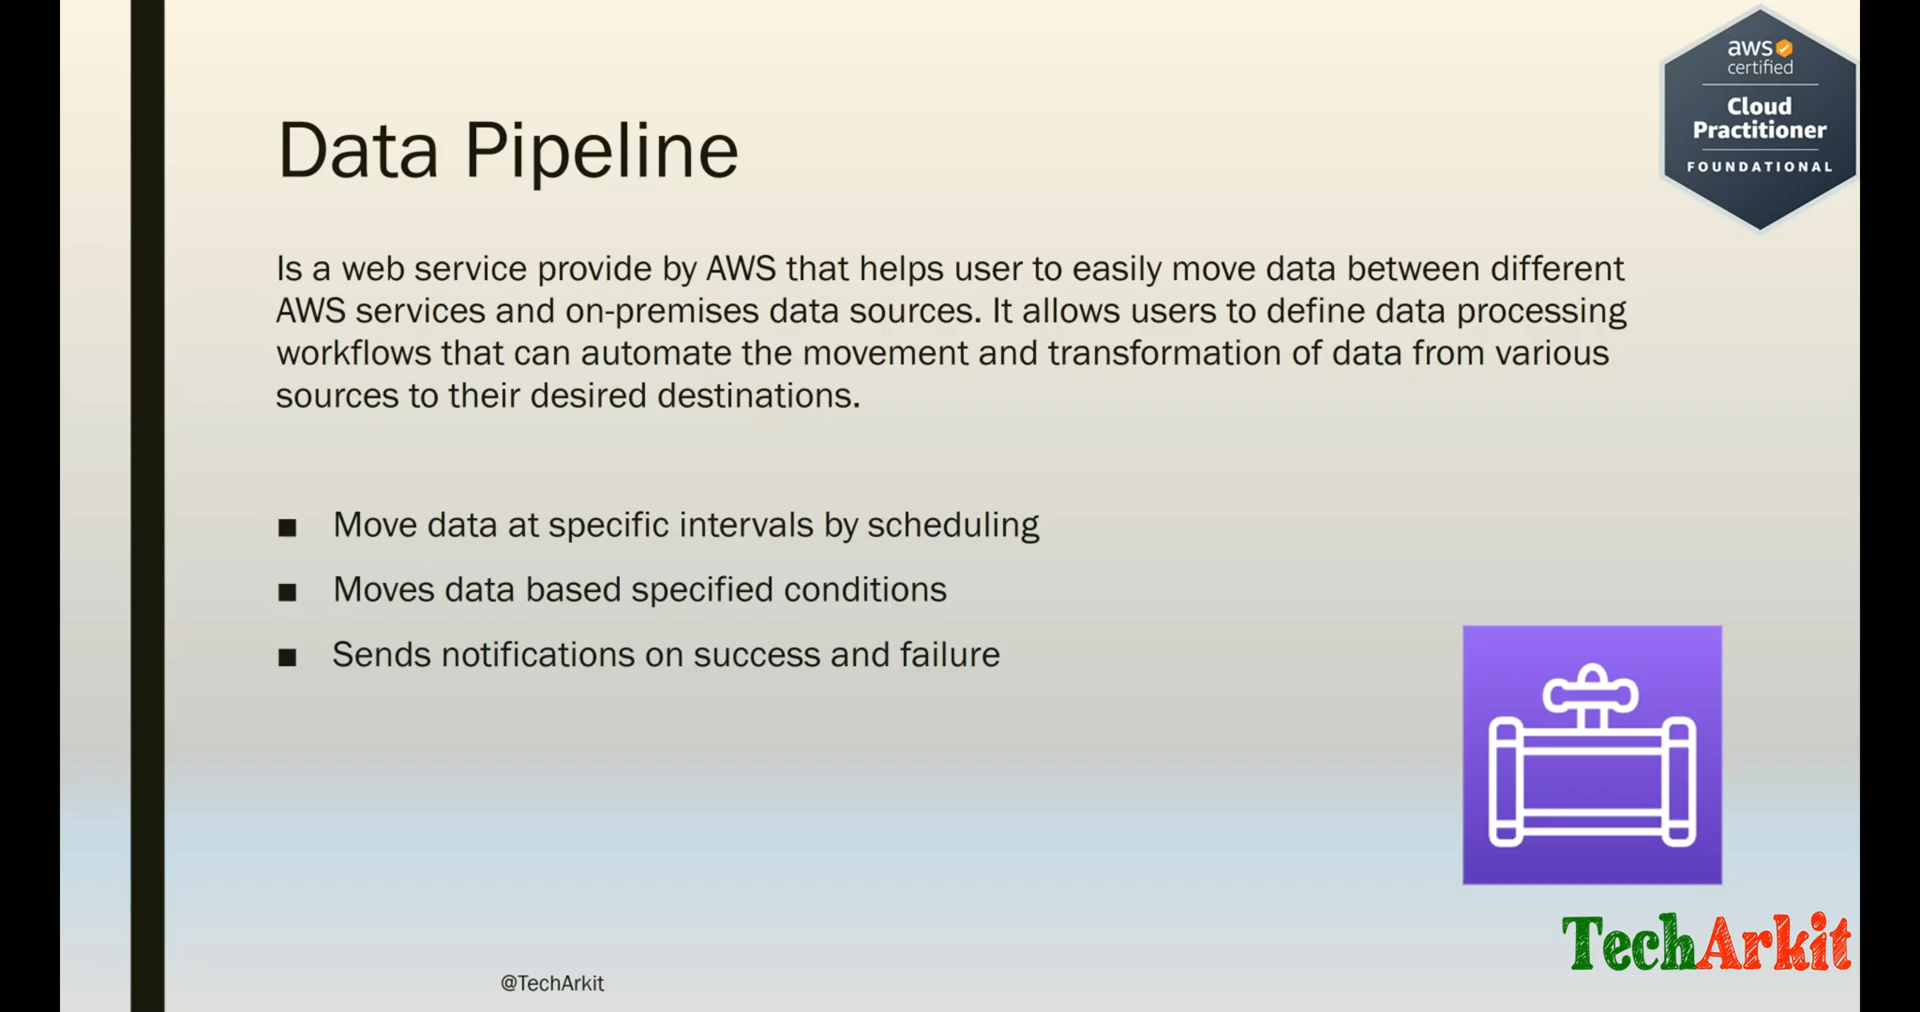 aws
certified
Cloud
Practitioner
FOUNDATIONAL
Data Pipeline
Is a web service provide by AWS that helps user to easily move data between different
AWS services and on-premises data sources. It allows users to define data processing
workflows that can automate the movement and transformation of data from various
sources to their desired destinations.
■ Move data at specific intervals by scheduling
■ Moves data based specified conditions
■ Sends notifications on success and failure
TechArkit
@TechArkit